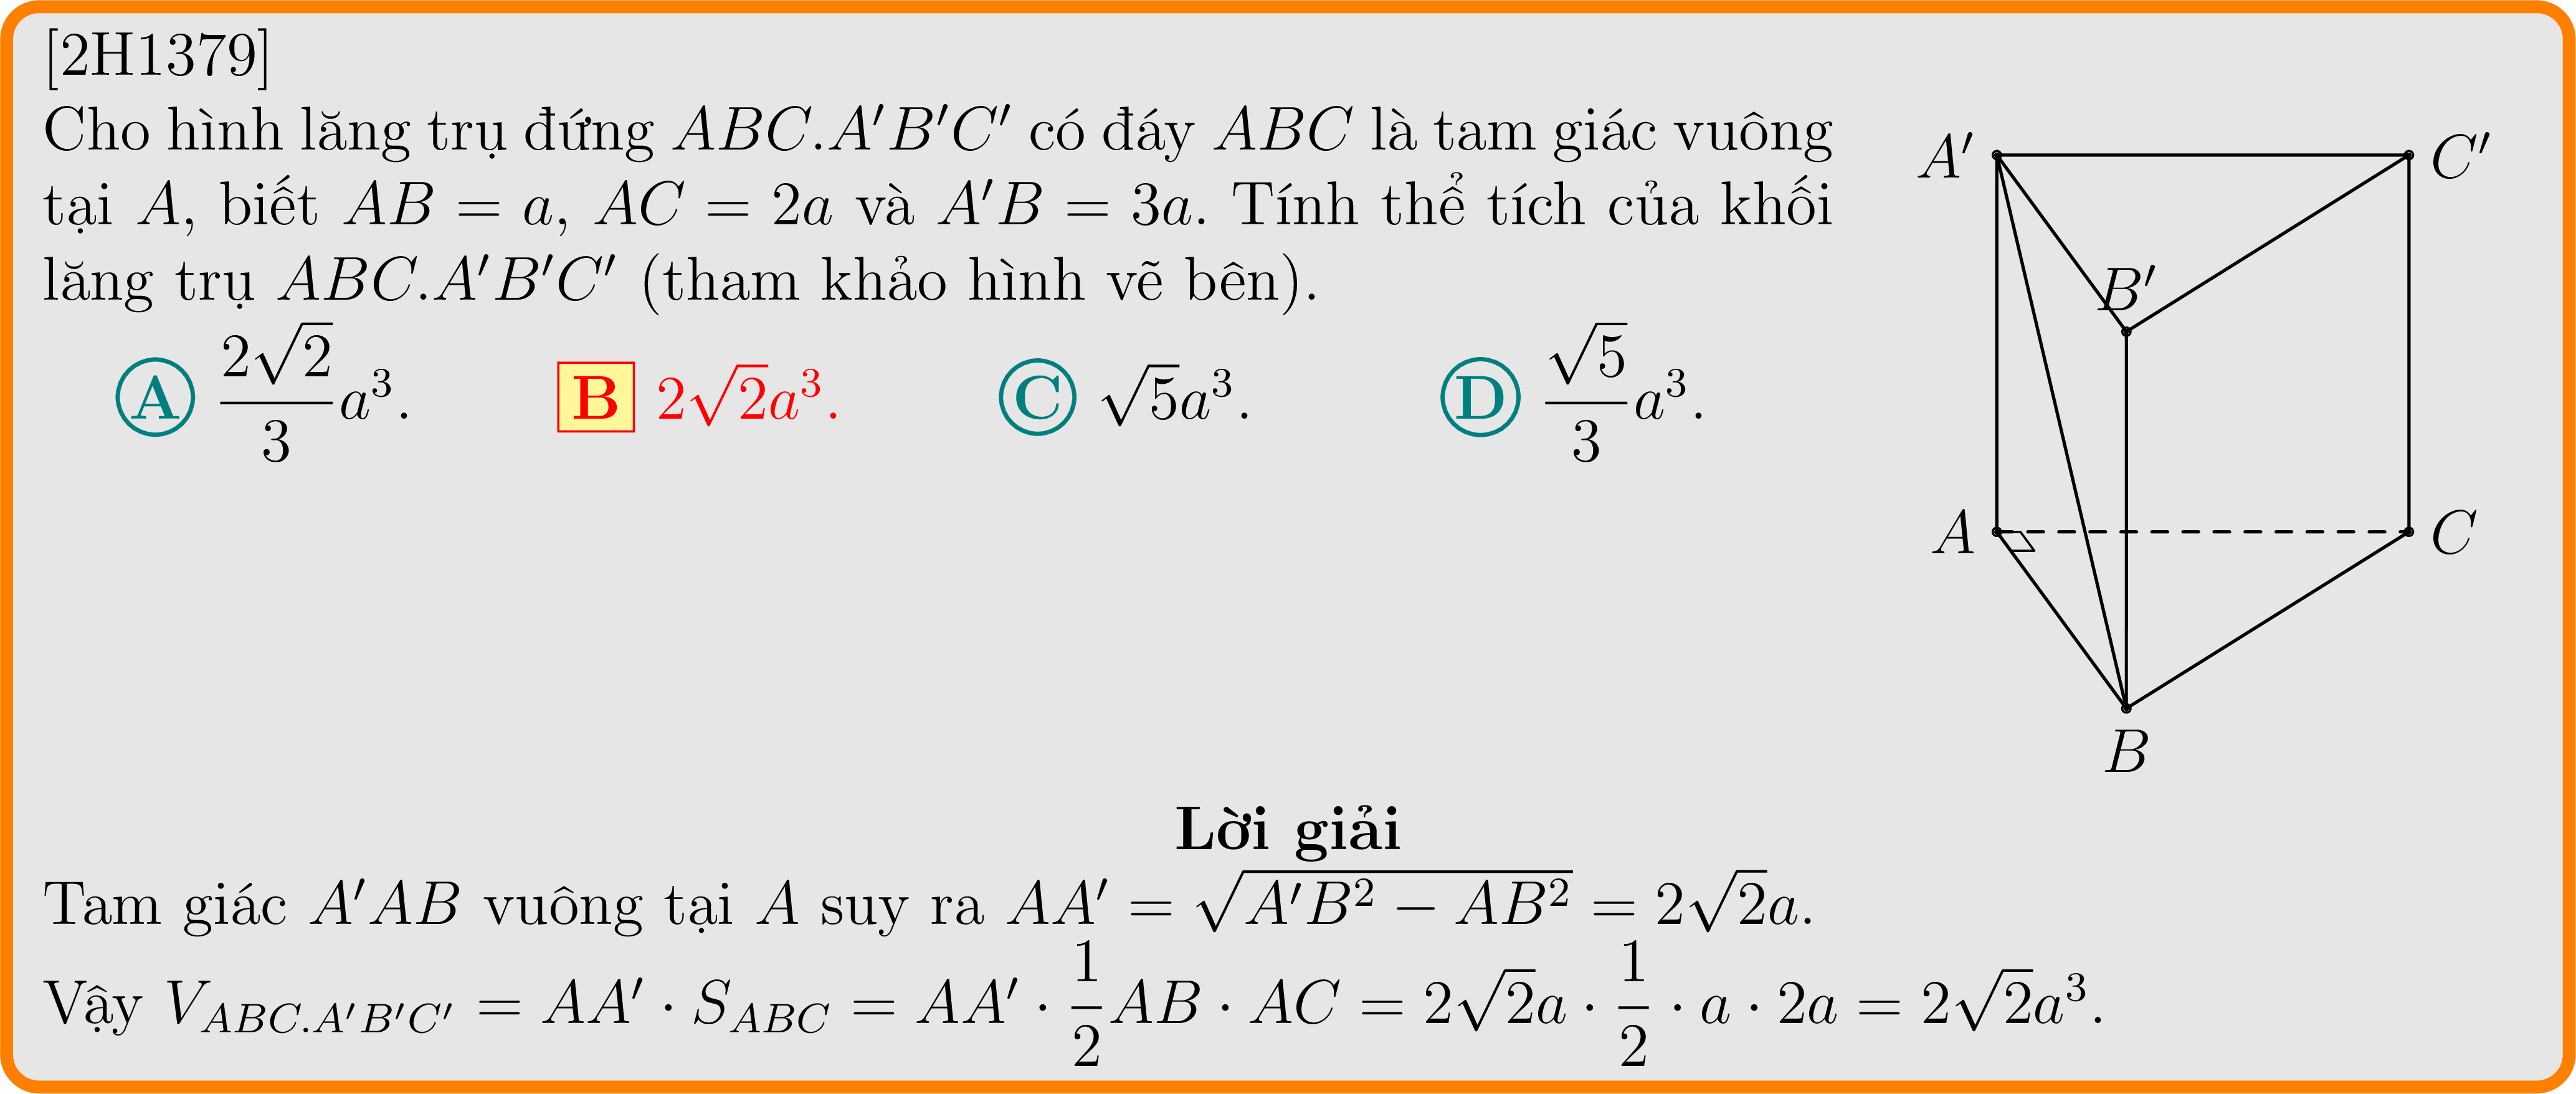 [2H1379]
Cho hình lăng trụ đứng ABC.A′B′C′ có đáy ABC là tam giác vuông
tại A, biết AB = a, AC = 2a và A′B = 3a. Tính thể tích của khối
lăng trụ ABC.A′B′C′ (tham khảo hình vẽ bên).
A $\dfrac{2\sqrt{2}}{3}a^3$. B $2\sqrt{2}a^3$. C $\sqrt{5}a^3$. D $\dfrac{\sqrt{5}}{3}a^3$.
A′
C′
B′
A
C
B
Lời giải
Tam giác A′AB vuông tại A suy ra $AA' = \sqrt{A'B^2 - AB^2} = 2\sqrt{2}a$.
Vậy $V_{ABC.A'B'C'} = AA' \cdot S_{ABC} = AA' \cdot \dfrac{1}{2}AB \cdot AC = 2\sqrt{2}a \cdot \dfrac{1}{2} \cdot a \cdot 2a = 2\sqrt{2}a^3$.